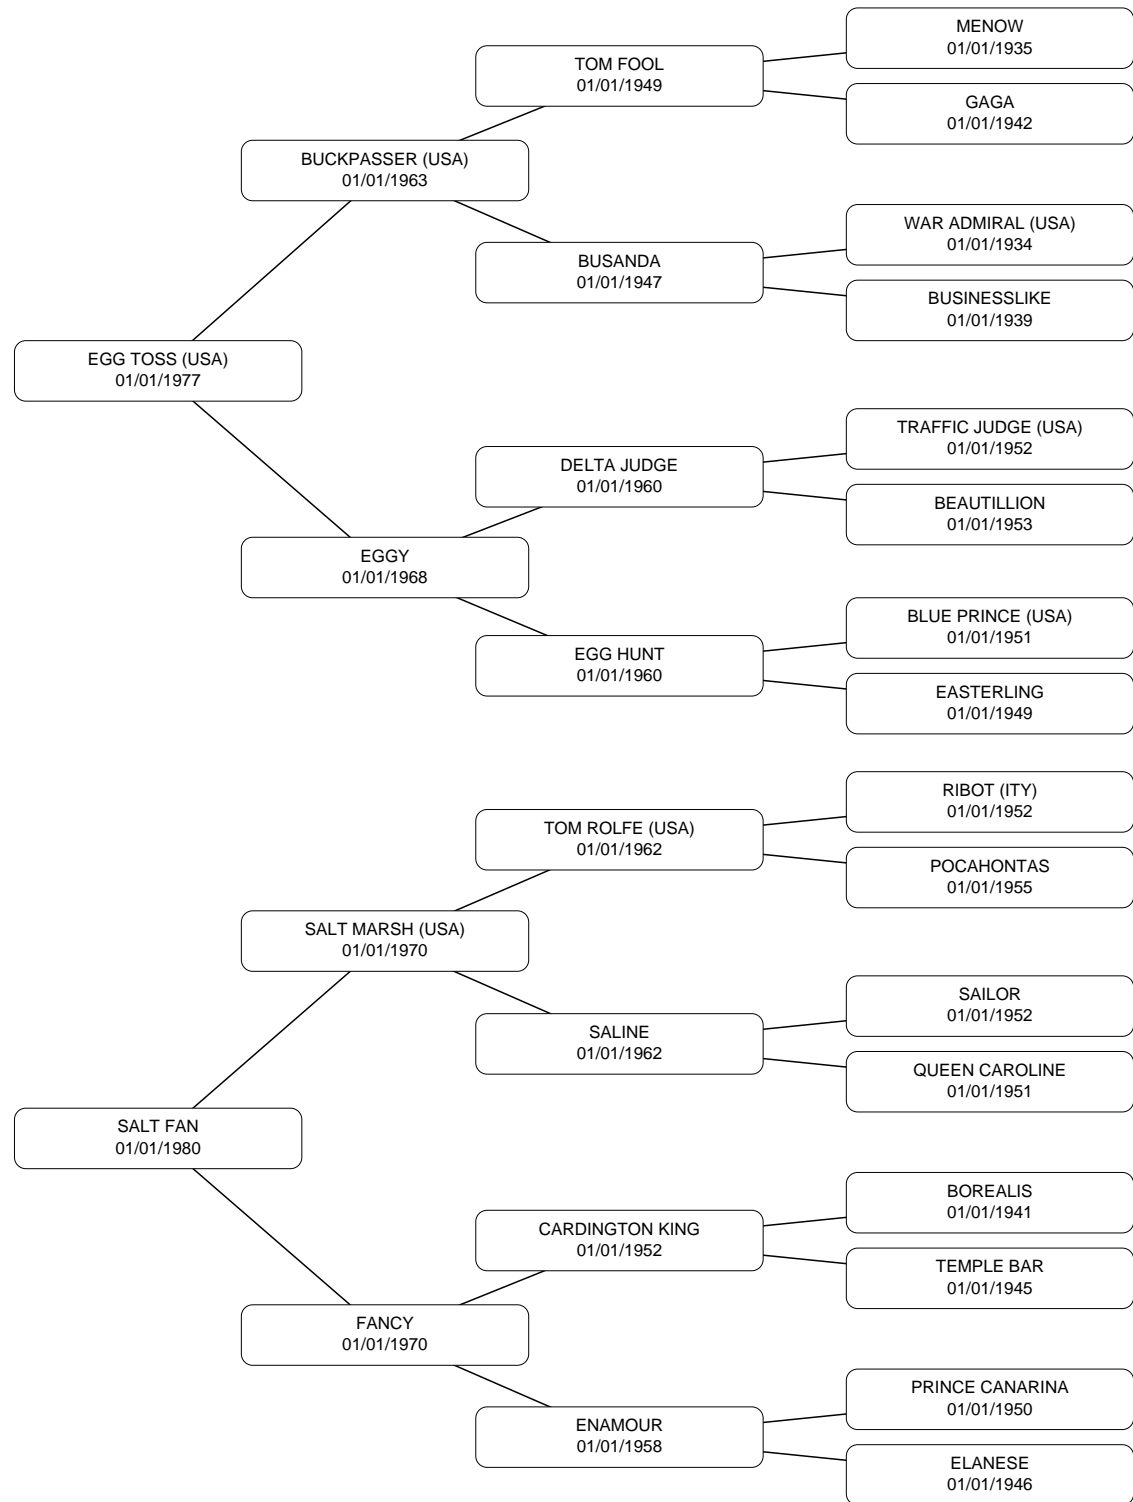 MENOW
01/01/1935
TOM FOOL
01/01/1949
GAGA
01/01/1942
BUCKPASSER (USA)
01/01/1963
WAR ADMIRAL (USA)
01/01/1934
BUSANDA
01/01/1947
BUSINESSLIKE
01/01/1939
EGG TOSS (USA)
01/01/1977
TRAFFIC JUDGE (USA)
01/01/1952
DELTA JUDGE
01/01/1960
BEAUTILLION
01/01/1953
EGGY
01/01/1968
BLUE PRINCE (USA)
01/01/1951
EGG HUNT
01/01/1960
EASTERLING
01/01/1949
RIBOT (ITY)
01/01/1952
TOM ROLFE (USA)
01/01/1962
POCAHONTAS
01/01/1955
SALT MARSH (USA)
01/01/1970
SAILOR
01/01/1952
SALINE
01/01/1962
QUEEN CAROLINE
01/01/1951
SALT FAN
01/01/1980
BOREALIS
01/01/1941
CARDINGTON KING
01/01/1952
TEMPLE BAR
01/01/1945
FANCY
01/01/1970
PRINCE CANARINA
01/01/1950
ENAMOUR
01/01/1958
ELANESE
01/01/1946